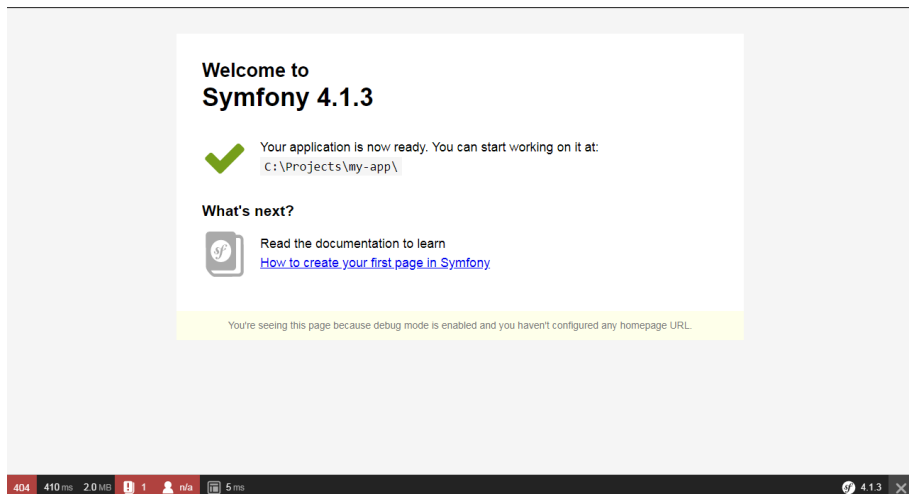 Welcome to
Symfony 4.1.3
Your application is now ready. You can start working on it at:
C:\Projects\my-app\
What's next?
sf
Read the documentation to learn
How to create your first page in Symfony
You're seeing this page because debug mode is enabled and you haven't configured any homepage URL.
404 410 ms 2.0 MB 1 n/a 5 ms sf 4.1.3